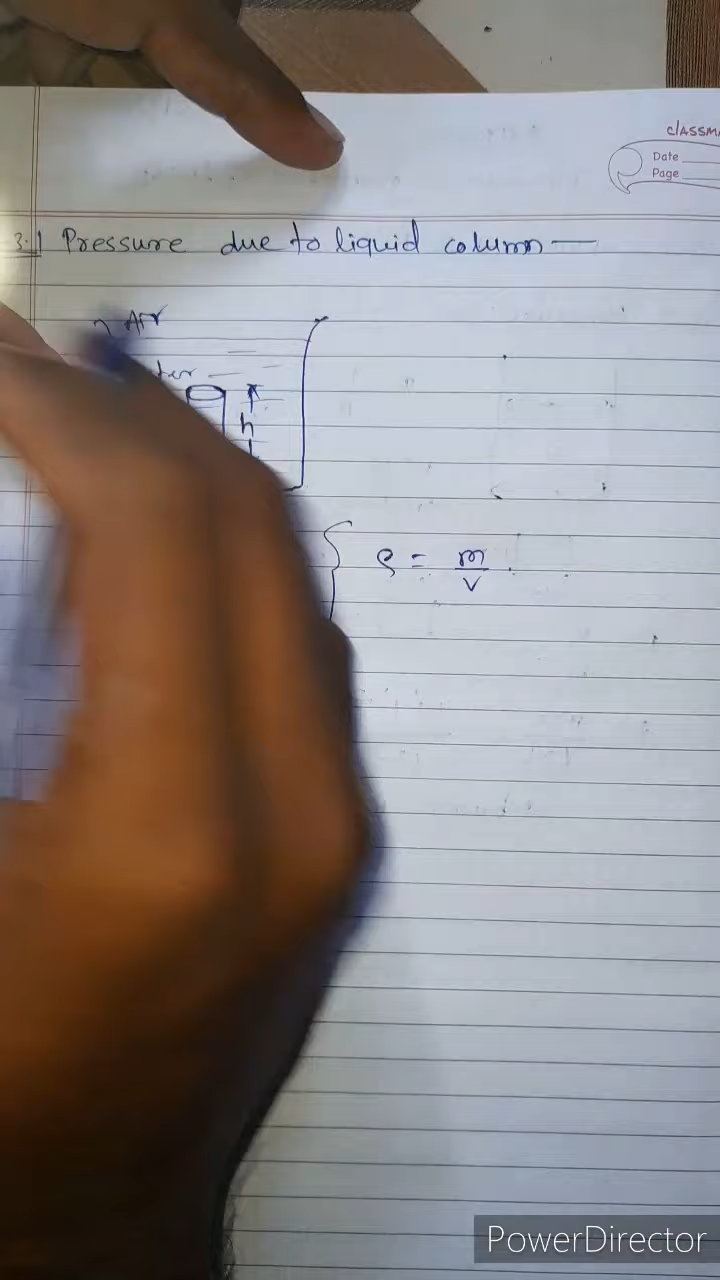 classm
Date
Page
3.1 Pressure due to liquid column —
Air
h
ρ = m
v
PowerDirector